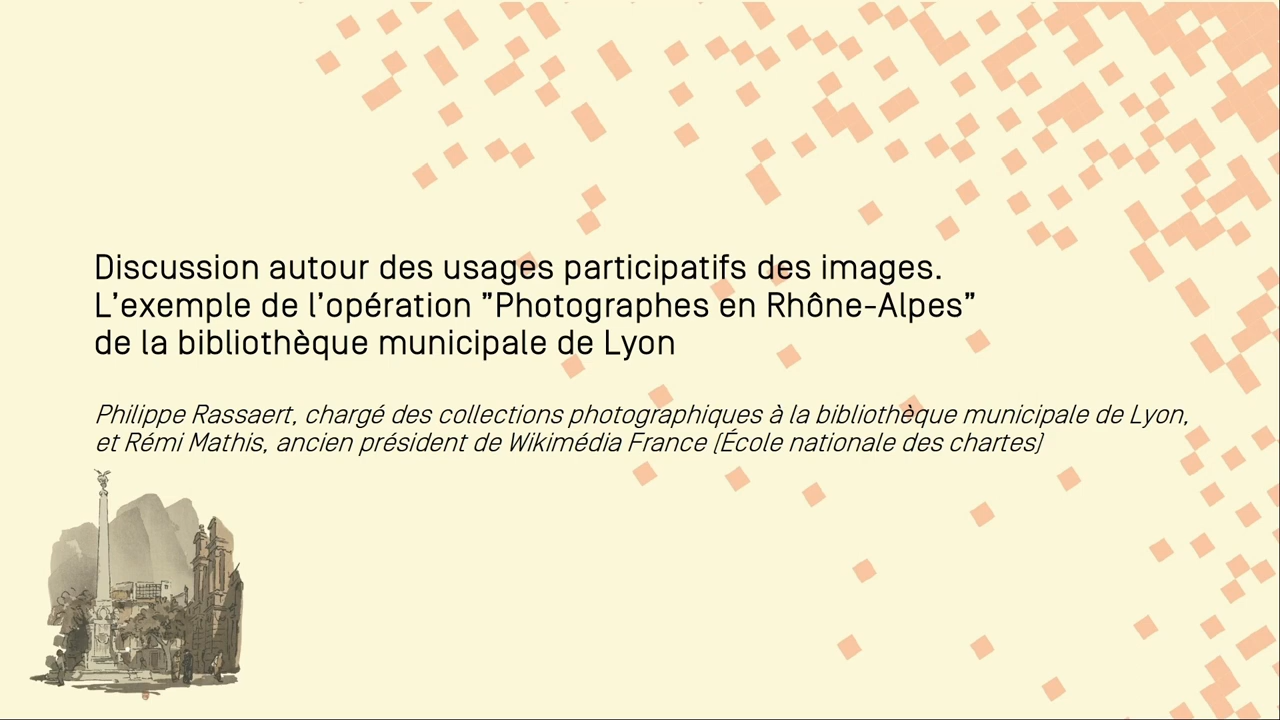 Discussion autour des usages participatifs des images.
L’exemple de l’opération ”Photographes en Rhône-Alpes”
de la bibliothèque municipale de Lyon
Philippe Rassaert, chargé des collections photographiques à la bibliothèque municipale de Lyon,
et Rémi Mathis, ancien président de Wikimédia France (École nationale des chartes)